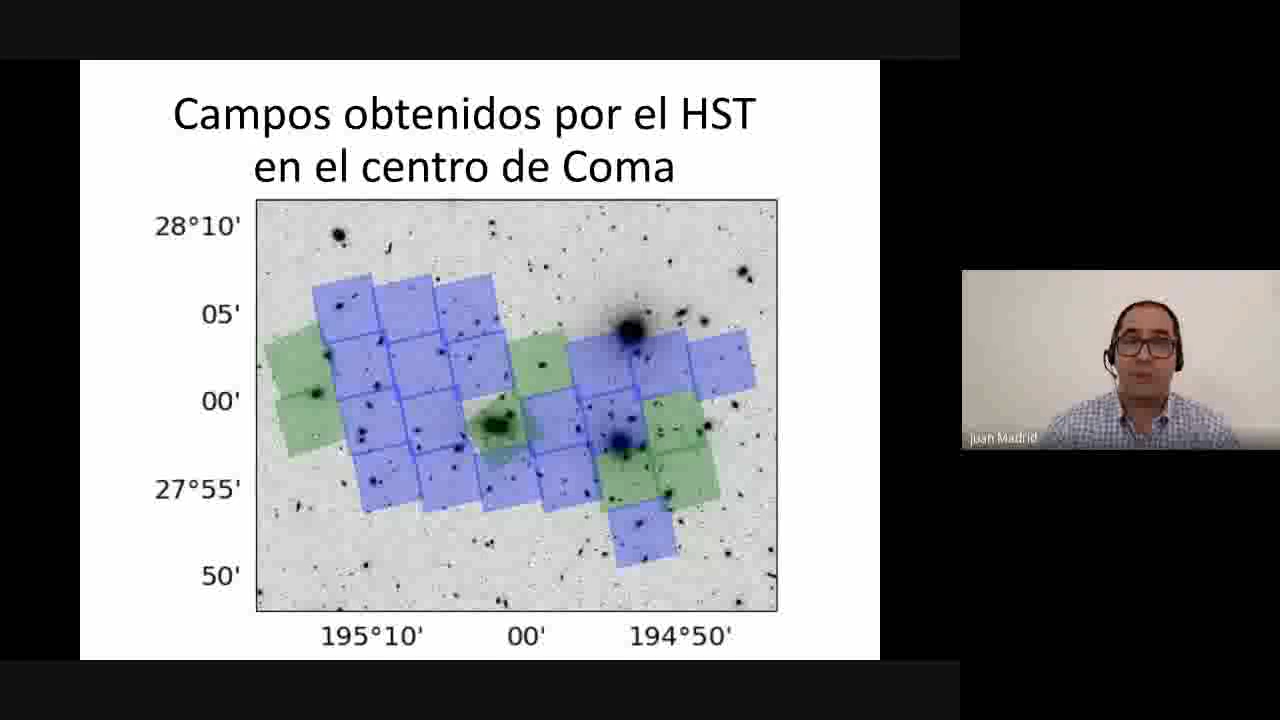 Campos obtenidos por el HST
en el centro de Coma
28°10'
05'
00'
27°55'
50'
195°10' 00' 194°50'
juan Madrid